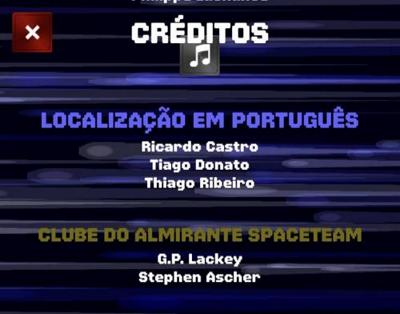 CRÉDITOS
LOCALIZAÇÃO EM PORTUGUÊS
Ricardo Castro
Tiago Donato
Thiago Ribeiro
CLUBE DO ALMIRANTE SPACETEAM
G.P. Lackey
Stephen Ascher